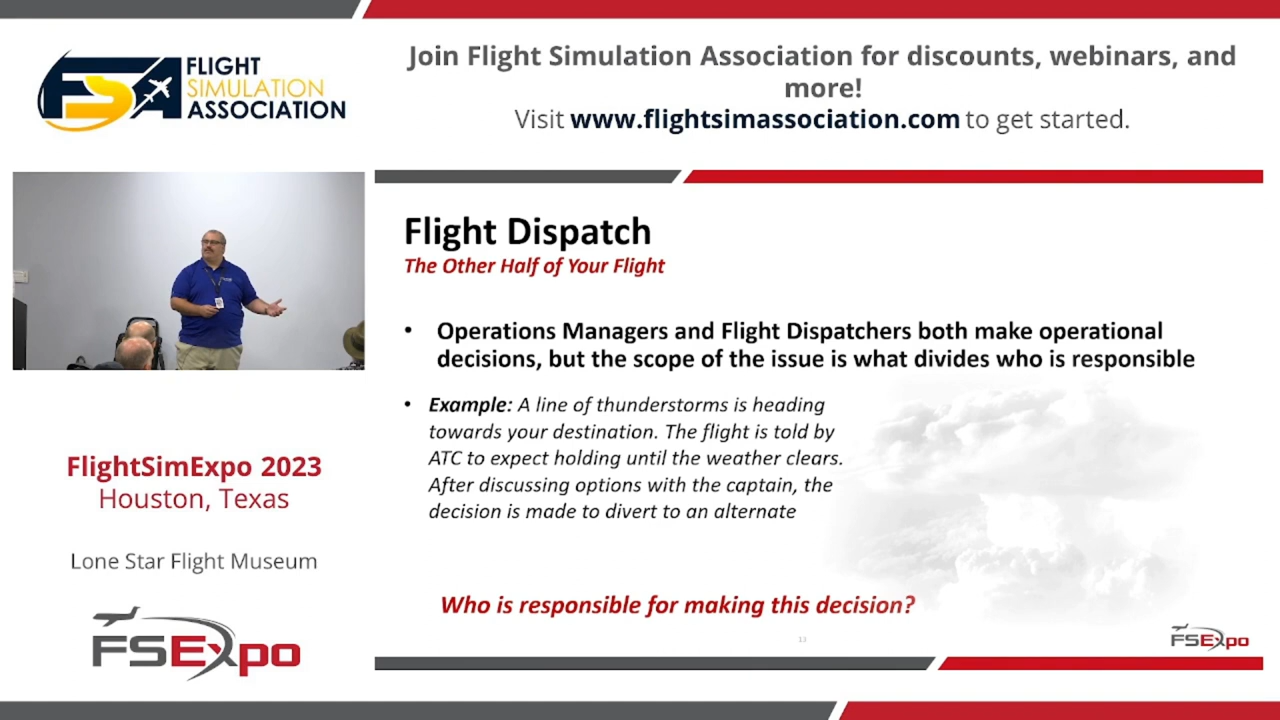 FLIGHT
SIMULATION
ASSOCIATION
Join Flight Simulation Association for discounts, webinars, and
more!
Visit www.flightsimassociation.com to get started.
Flight Dispatch
The Other Half of Your Flight
• Operations Managers and Flight Dispatchers both make operational
decisions, but the scope of the issue is what divides who is responsible
• Example: A line of thunderstorms is heading
towards your destination. The flight is told by
ATC to expect holding until the weather clears.
After discussing options with the captain, the
decision is made to divert to an alternate
Who is responsible for making this decision?
13
FSExpo
FlightSimExpo 2023
Houston, Texas
Lone Star Flight Museum
FSExpo